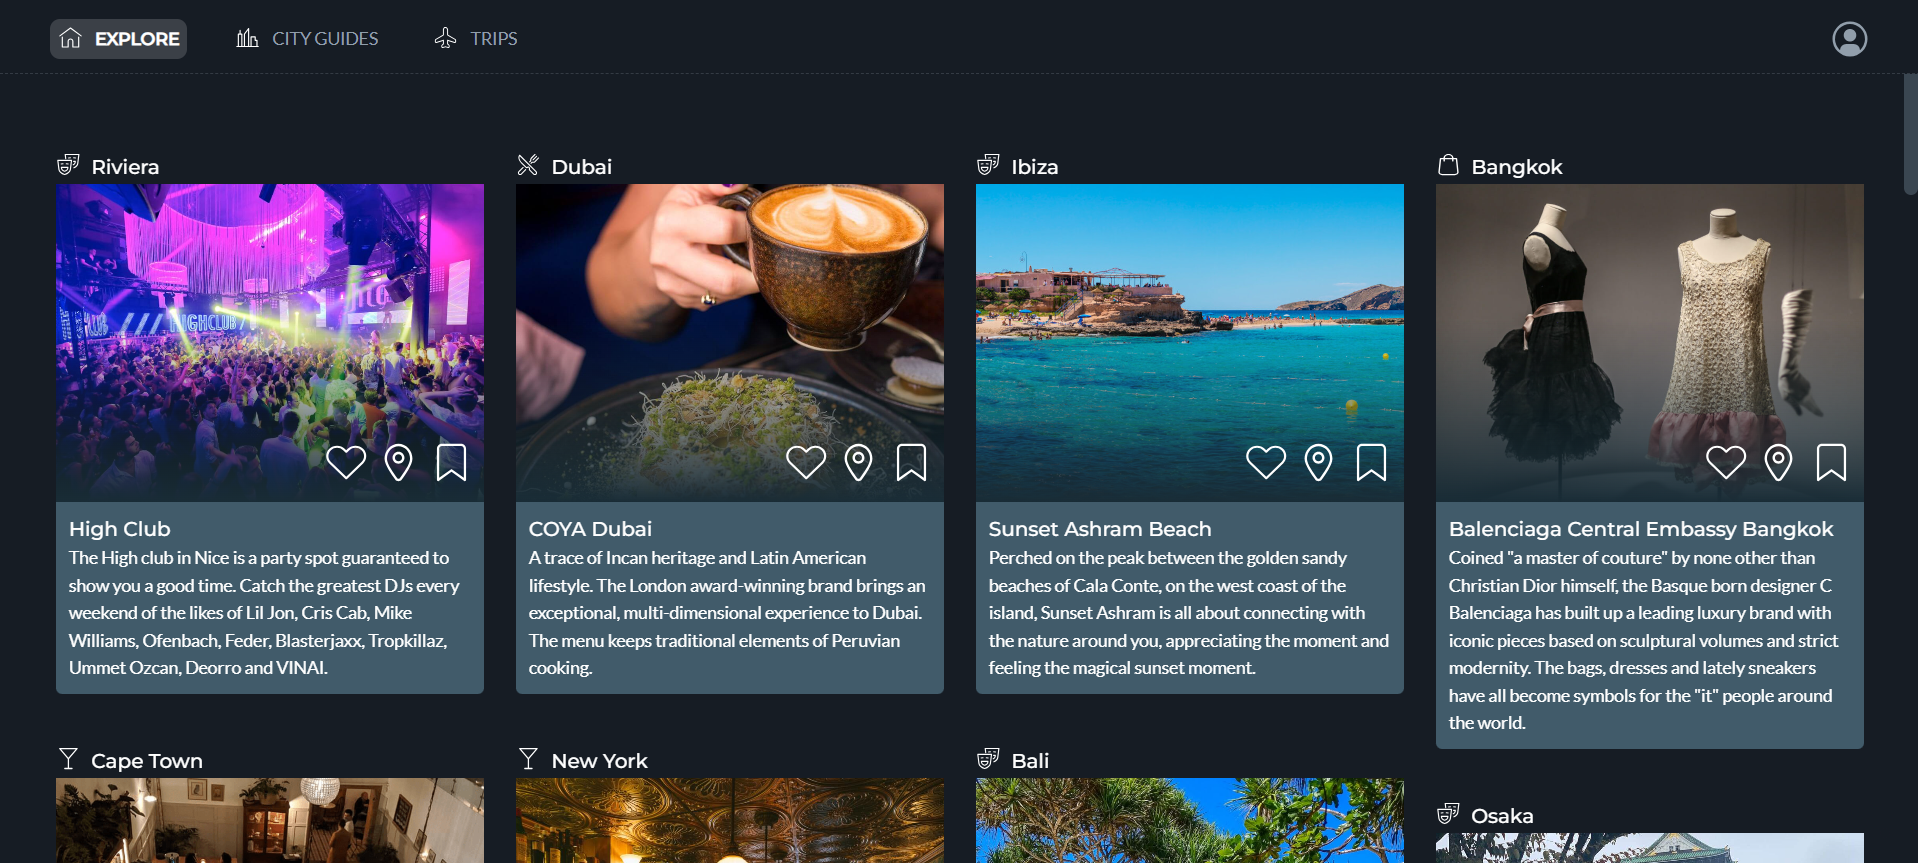 EXPLORE
CITY GUIDES
TRIPS
Riviera
HIGHCLUB
High Club
The High club in Nice is a party spot guaranteed to
show you a good time. Catch the greatest DJs every
weekend of the likes of Lil Jon, Cris Cab, Mike
Williams, Ofenbach, Feder, Blasterjaxx, Tropkillaz,
Ummet Ozcan, Deorro and VINAI.
Dubai
COYA Dubai
A trace of Incan heritage and Latin American
lifestyle. The London award-winning brand brings an
exceptional, multi-dimensional experience to Dubai.
The menu keeps traditional elements of Peruvian
cooking.
Ibiza
Sunset Ashram Beach
Perched on the peak between the golden sandy
beaches of Cala Conte, on the west coast of the
island, Sunset Ashram is all about connecting with
the nature around you, appreciating the moment and
feeling the magical sunset moment.
Bangkok
Balenciaga Central Embassy Bangkok
Coined "a master of couture" by none other than
Christian Dior himself, the Basque born designer C
Balenciaga has built up a leading luxury brand with
iconic pieces based on sculptural volumes and strict
modernity. The bags, dresses and lately sneakers
have all become symbols for the "it" people around
the world.
Cape Town
New York
Bali
Osaka